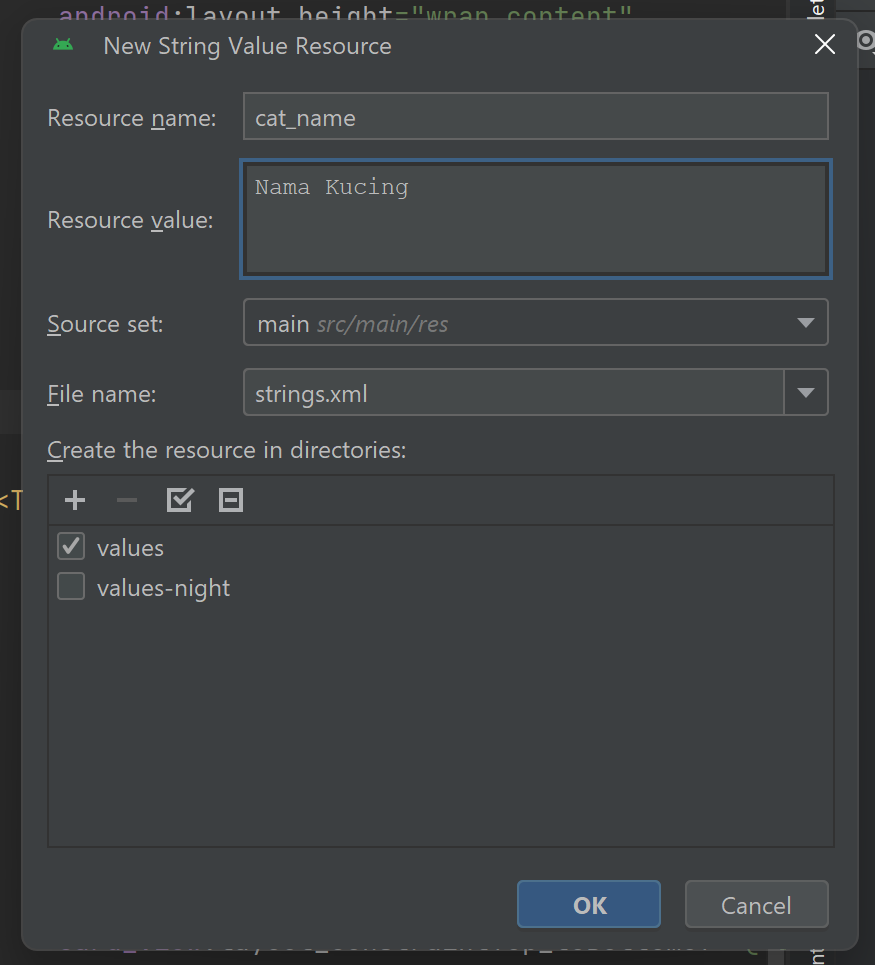 android:layout_height="wrap_content"
New String Value Resource
Resource name:
cat_name
Resource value:
Nama Kucing
Source set:
main src/main/res
File name:
strings.xml
Create the resource in directories:
<T
values
values-night
OK
Cancel